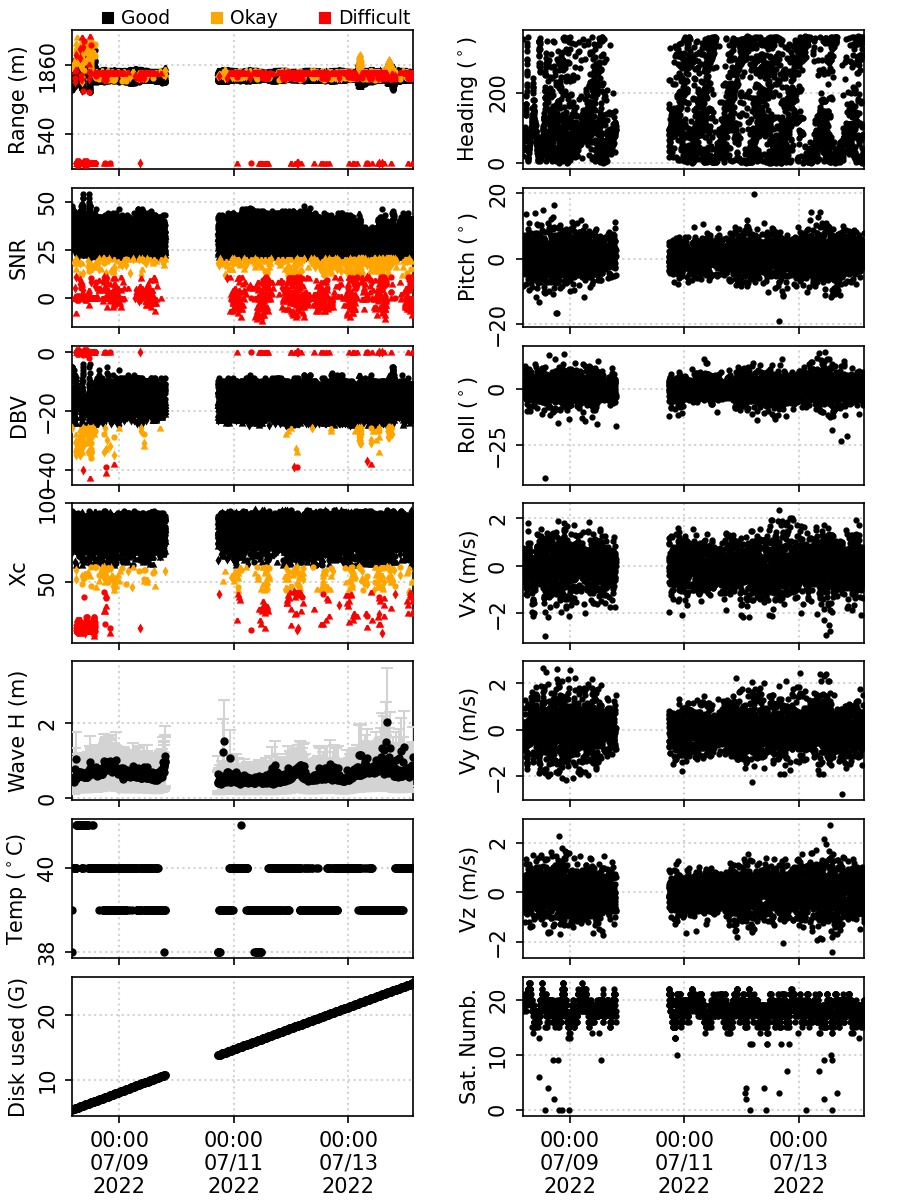 Good Okay Difficult
Range (m)
1860
540
Heading (°)
200
0
SNR
50
25
0
Pitch (°)
20
0
−20
DBV
0
−20
−40
Roll (°)
0
−25
Xc
100
50
Vx (m/s)
2
0
−2
Wave H (m)
2
0
Vy (m/s)
2
0
−2
Temp (°C)
40
38
Vz (m/s)
2
0
−2
Disk used (G)
20
10
Sat. Numb.
20
10
0
00:00 00:00 00:00
07/09 07/11 07/13
2022 2022 2022
00:00 00:00 00:00
07/09 07/11 07/13
2022 2022 2022